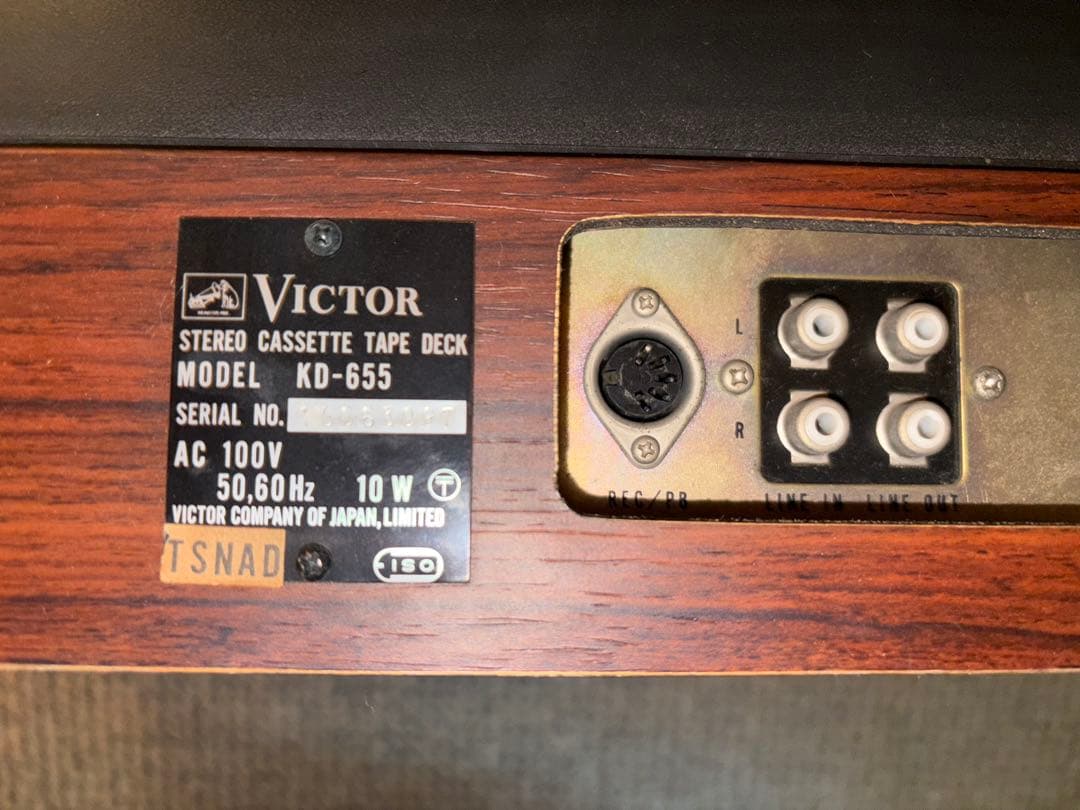 VICTOR
STEREO CASSETTE TAPE DECK
MODEL KD-655
SERIAL NO.
AC 100V
50,60Hz 10W T
VICTOR COMPANY OF JAPAN, LIMITED
TSNAD
ISO
L
R
REC/PB LINE IN LINE OUT